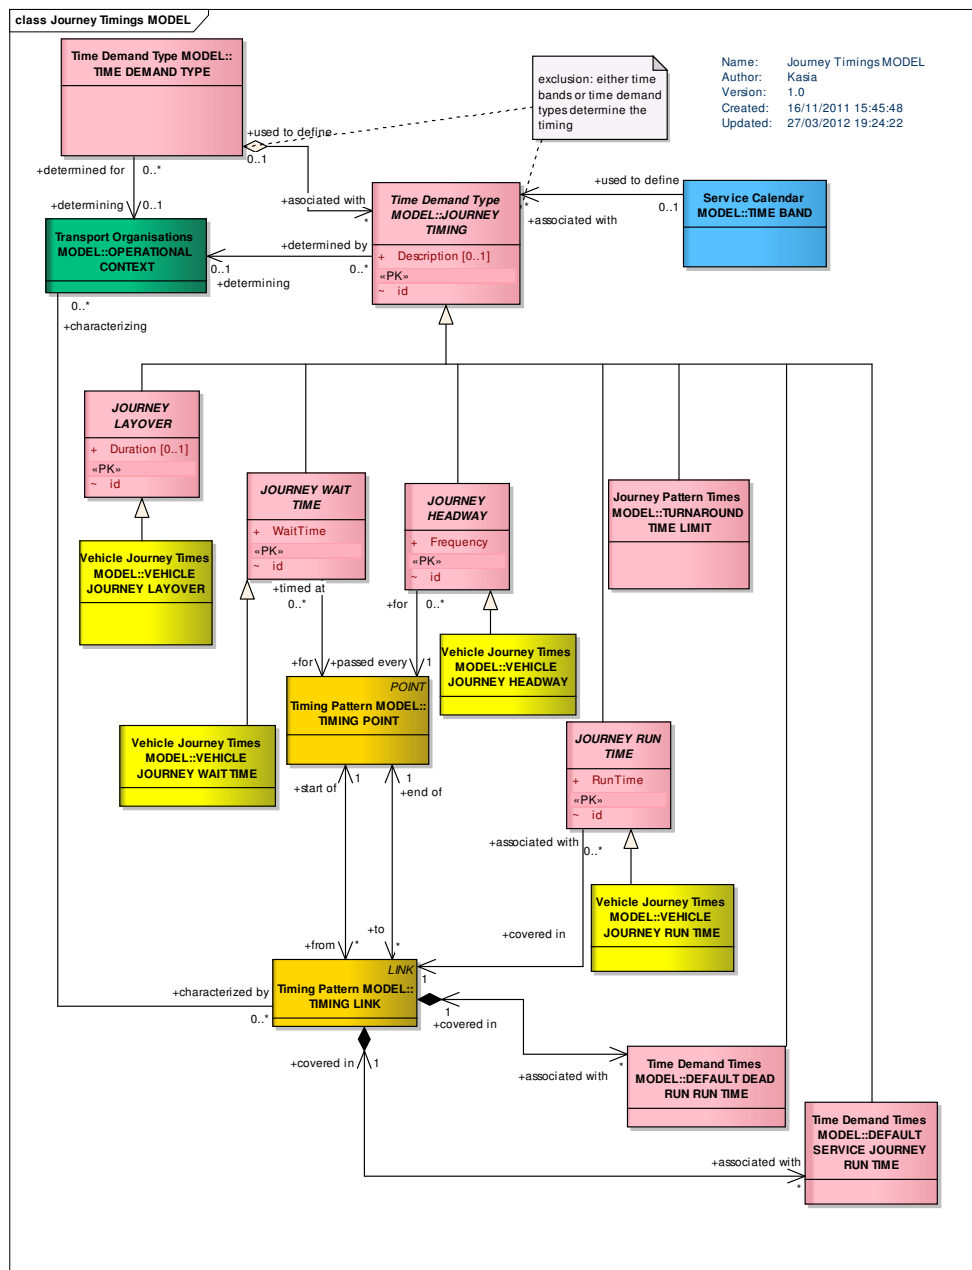 class Journey Timings MODEL
Time Demand Type MODEL::
TIME DEMAND TYPE
exclusion: either time
bands or time demand
types determine the
timing
Name: Journey Timings MODEL
Author: Kasia
Version: 1.0
Created: 16/11/2011 15:45:48
Updated: 27/03/2012 19:24:22
+used to define
0..1
+determined for
0..*
+determining
0..1
+asociated with
*
Time Demand Type
MODEL::JOURNEY
TIMING
+ Description [0..1]
«PK»
~ id
+used to define
0..1
*
+associated with
Service Calendar
MODEL::TIME BAND
Transport Organisations
MODEL::OPERATIONAL
CONTEXT
+determined by
0..*
0..1
+determining
0..*
+characterizing
JOURNEY
LAYOVER
+ Duration [0..1]
«PK»
~ id
JOURNEY WAIT
TIME
+ WaitTime
«PK»
~ id
JOURNEY
HEADWAY
+ Frequency
«PK»
~ id
Journey Pattern Times
MODEL::TURNAROUND
TIME LIMIT
Vehicle Journey Times
MODEL::VEHICLE
JOURNEY LAYOVER
+timed at
0..*
+for
0..*
+for
+passed every
1
Vehicle Journey Times
MODEL::VEHICLE
JOURNEY HEADWAY
POINT
Timing Pattern MODEL::
TIMING POINT
Vehicle Journey Times
MODEL::VEHICLE
JOURNEY WAIT TIME
JOURNEY RUN
TIME
+ RunTime
«PK»
~ id
1
+start of
1
+end of
+associated with
0..*
Vehicle Journey Times
MODEL::VEHICLE
JOURNEY RUN TIME
+from
*
+to
*
+covered in
1
LINK
Timing Pattern MODEL::
TIMING LINK
+characterized by
0..*
1
+covered in
+covered in
1
+associated with
*
Time Demand Times
MODEL::DEFAULT DEAD
RUN RUN TIME
Time Demand Times
MODEL::DEFAULT
SERVICE JOURNEY
RUN TIME
+associated with
*